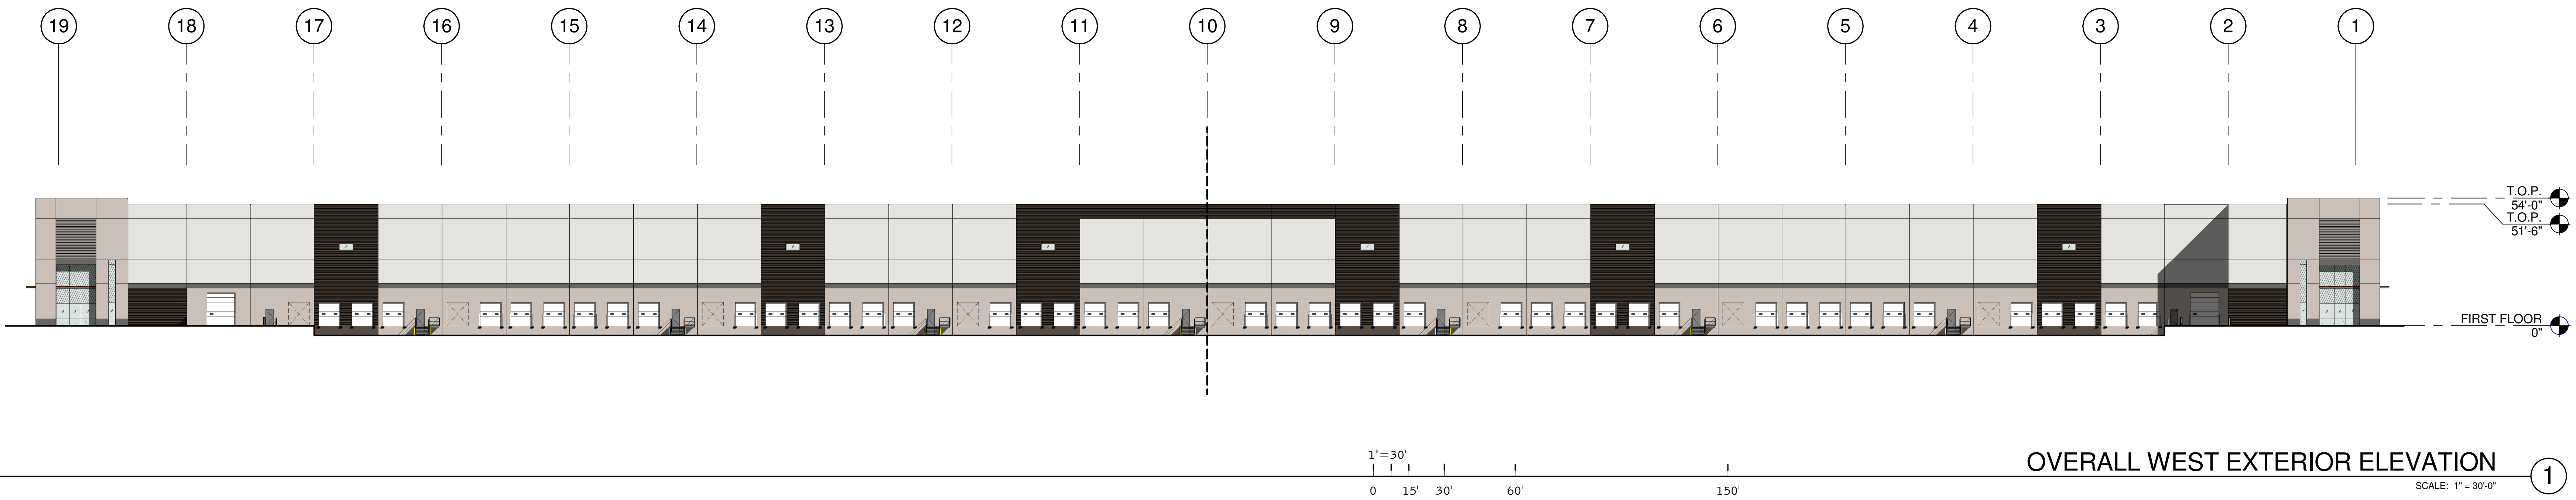 19 18 17 16 15 14 13 12 11 10 9 8 7 6 5 4 3 2 1
T.O.P.
54'-0"
T.O.P.
51'-6"
FIRST FLOOR
0"
1"=30'
0 15' 30' 60' 150'
OVERALL WEST EXTERIOR ELEVATION
SCALE: 1" = 30'-0"
1